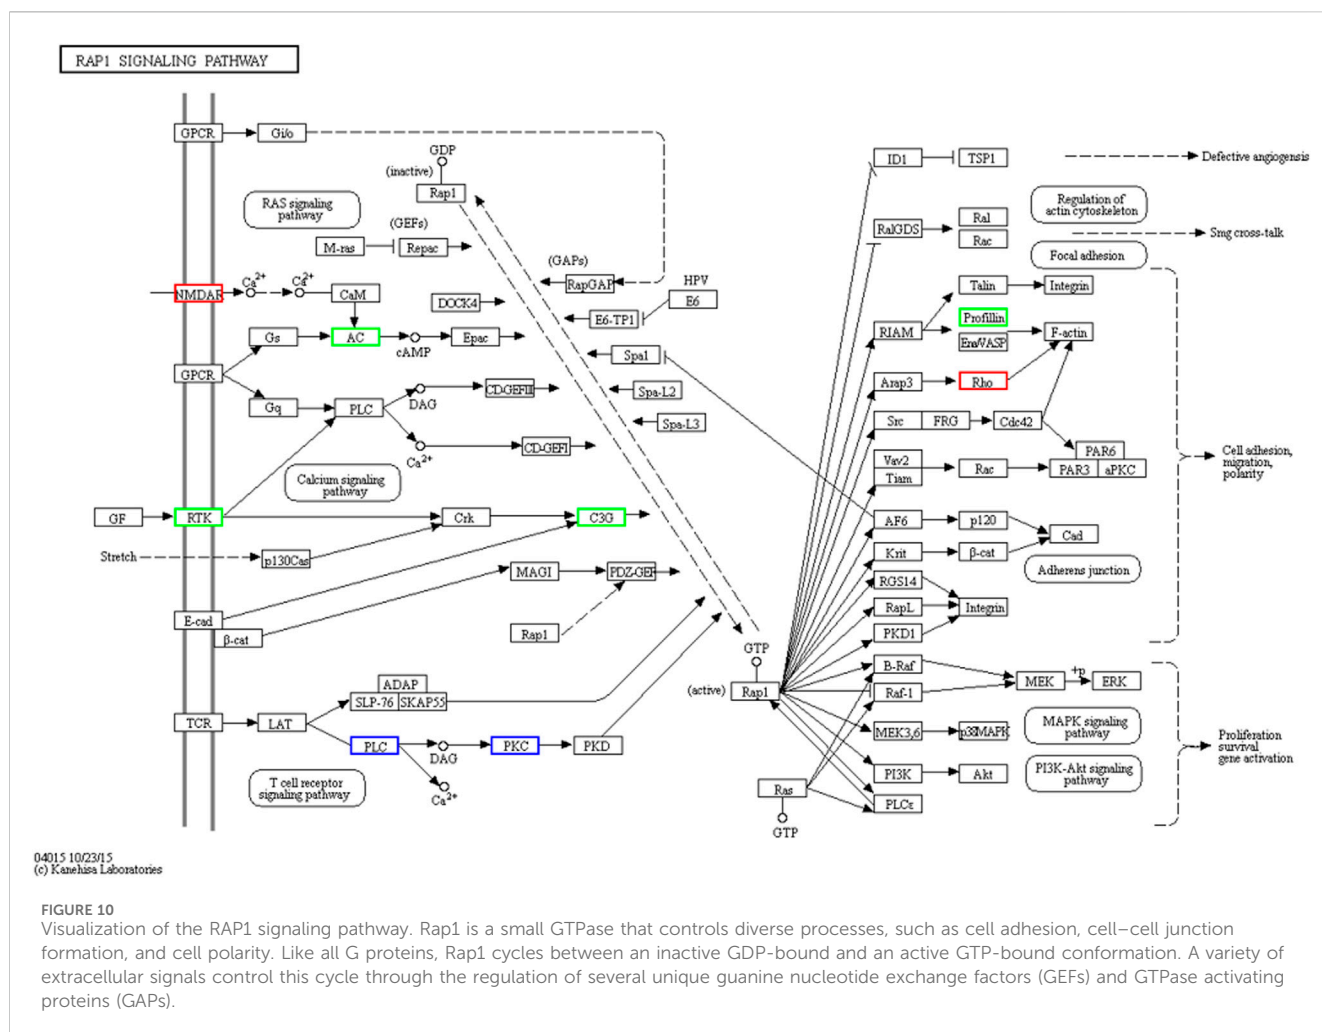 RAP1 SIGNALING PATHWAY
GPCR
Gi/o
GDP
(inactive)
Rap1
RAS signaling
pathway
(GEFs)
M-ras
Repac
(GAPs)
RapGAP
HPV
E6
NMDAR
Ca2+
Ca2+
CaM
DOCK4
E6-TP1
Gs
AC
cAMP
Epac
Spa1
GPCR
Gq
PLC
DAG
CD-GEFIII
Spa-L2
Ca2+
CD-GEFI
Spa-L3
Calcium signaling
pathway
GF
RTK
Crk
C3G
Stretch
p130Cas
MAGI
PDZ-GEF
E-cad
β-cat
Rap1
GTP
(active)
Rap1
ADAP
SLP-76
SKAP55
TCR
LAT
PLC
DAG
PKC
PKD
Ca2+
T cell receptor
signaling pathway
Ras
GTP
ID1
TSP1
Defective angiogensis
Regulation of
actin cytoskeleton
RalGDS
Ral
Rac
Smg cross-talk
Focal adhesion
Talin
Integrin
RIAM
Profillin
Ena/VASP
F-actin
Arap3
Rho
Src
FRG
Cdc42
PAR6
PAR3
aPKC
Vav2
Tiam
Rac
Cell adhesion,
migration,
polarity
AF6
p120
Cad
Krit
β-cat
Adherens junction
RGS14
RapL
Integrin
PKD1
B-Raf
Raf-1
MEK
+p
ERK
MEK3,6
p38MAPK
MAPK signaling
pathway
Proliferation
survival
gene activation
PI3K
Akt
PI3K-Akt signaling
pathway
PLCε
04015 10/23/15
(c) Kanehisa Laboratories
FIGURE 10
Visualization of the RAP1 signaling pathway. Rap1 is a small GTPase that controls diverse processes, such as cell adhesion, cell–cell junction
formation, and cell polarity. Like all G proteins, Rap1 cycles between an inactive GDP-bound and an active GTP-bound conformation. A variety of
extracellular signals control this cycle through the regulation of several unique guanine nucleotide exchange factors (GEFs) and GTPase activating
proteins (GAPs).